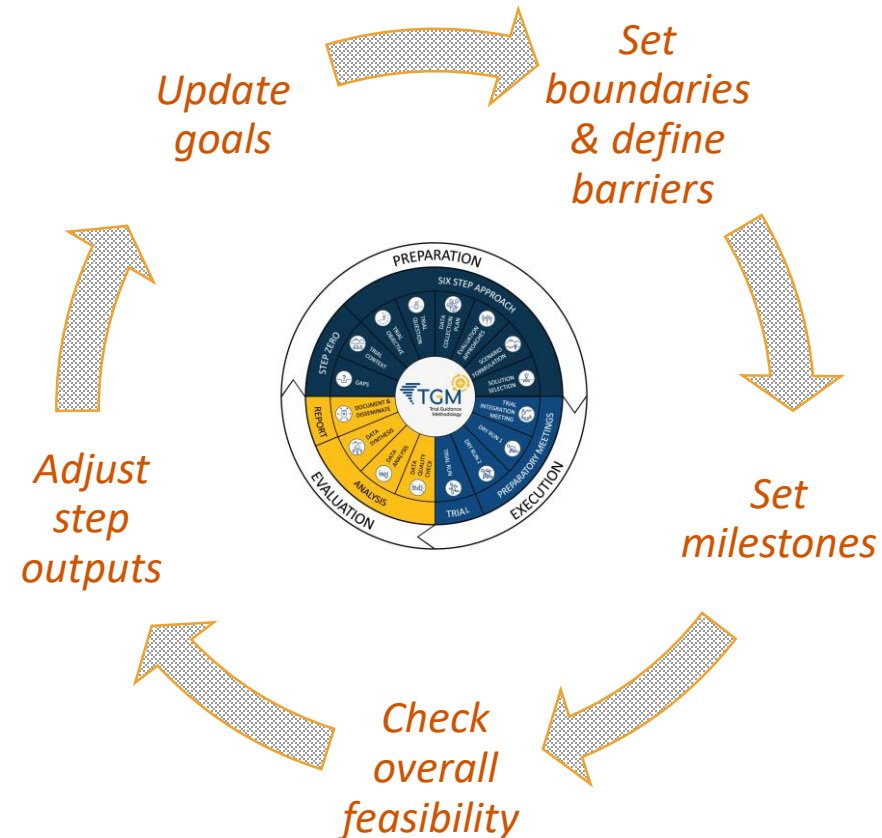 Update
goals
Set
boundaries
& define
barriers
Set
milestones
Check
overall
feasibility
Adjust
step
outputs
PREPARATION
SIX STEP APPROACH
STEP ZERO
GAPS
TRIAL
CONTEXT
TRIAL
OBJECTIVE
TRIAL
QUESTION
DATA
COLLECTION
PLAN
EVALUATION
APPROACHES
SCENARIO
FORMULATION
SOLUTION
SELECTION
EXECUTION
PREPARATORY MEETINGS
TRIAL
INTEGRATION
MEETING
DRY RUN 1
DRY RUN 2
TRIAL
TRIAL RUN
EVALUATION
ANALYSIS
DATA
QUALITY
CHECK
DATA
ANALYSIS
DATA
SYNTHESIS
REPORT
DOCUMENT &
DISSEMINATE
TGM
Trial Guidance
Methodology